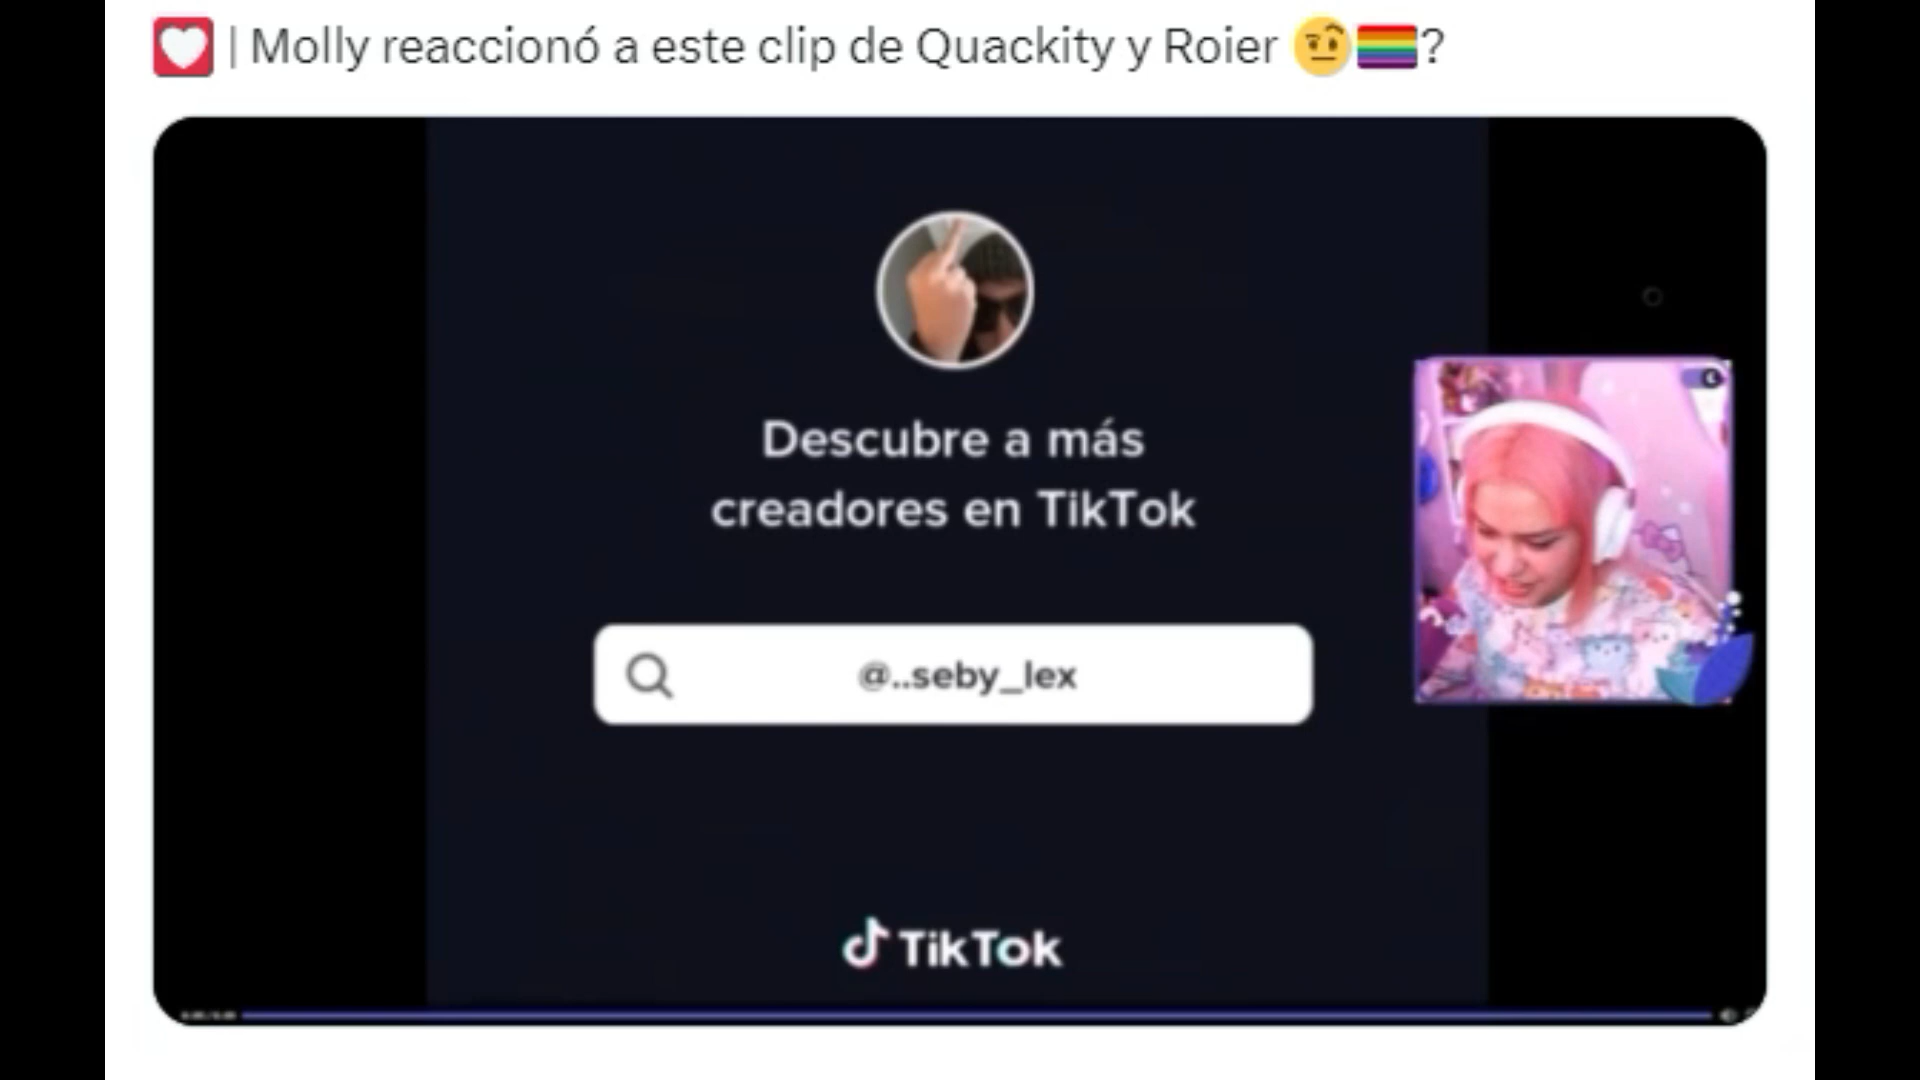 💟 | Molly reaccionó a este clip de Quackity y Roier 🤨🏳️‍🌈?
Descubre a más
creadores en TikTok
@..seby_lex
TikTok